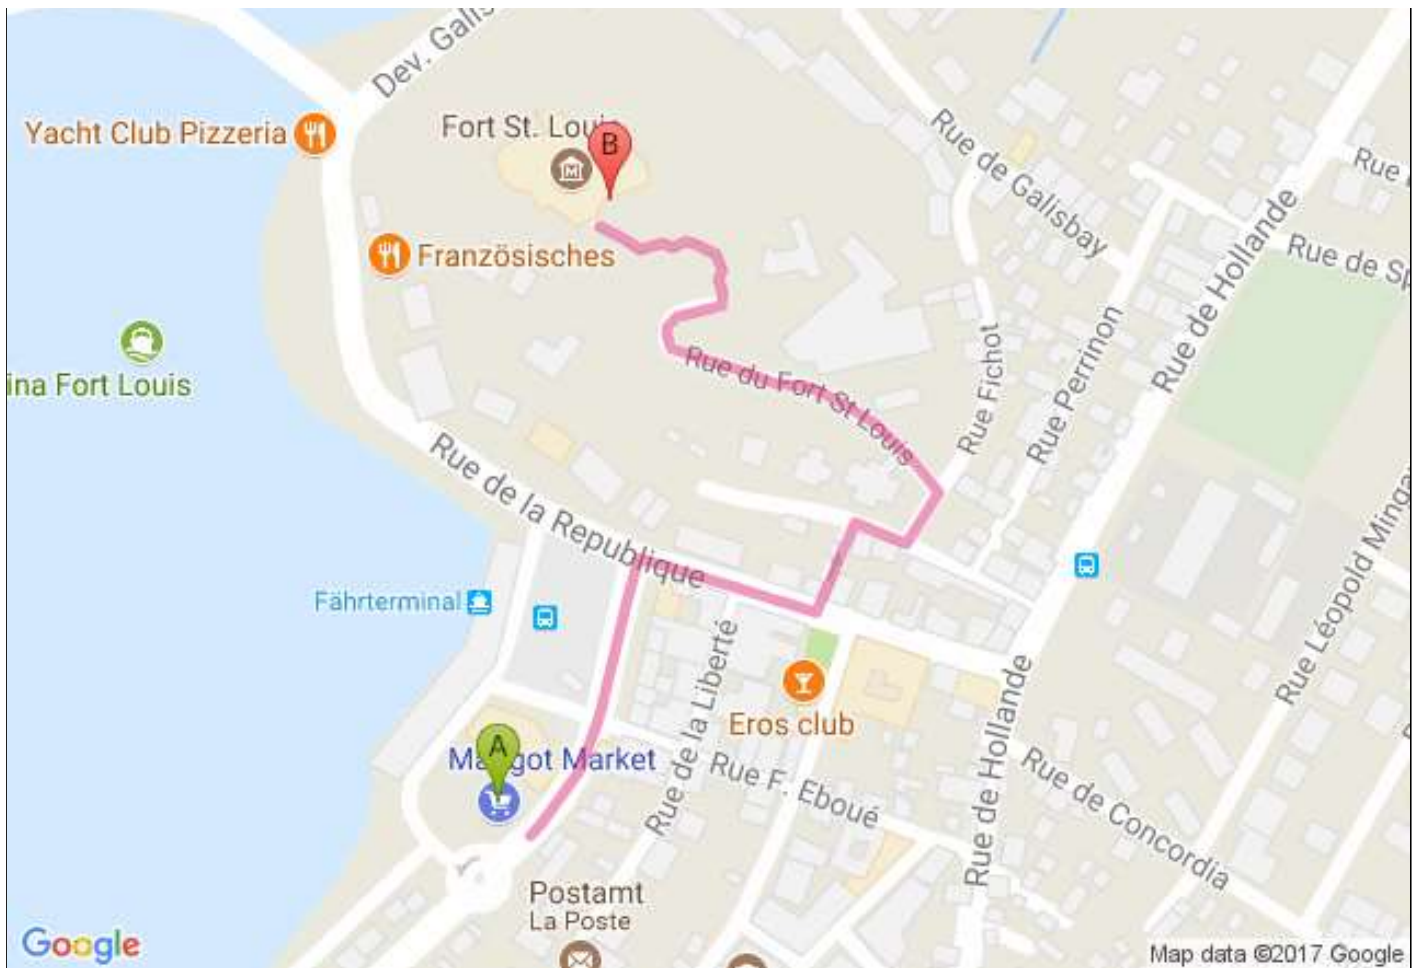 Dev. Galis
Yacht Club Pizzeria
Fort St. Louis
B
Rue de Galisbay
Rue
Französisches
Rue de Hollande
Rue de Sp
ina Fort Louis
Rue du Fort St Louis
Rue Fichot
Rue Perrinon
Rue de la Republique
Rue Léopold Minga
Fährterminal
Rue de la Liberté
Eros club
A
Marigot Market
Rue F. Eboué
Rue de Hollande
Rue de Concordia
Postamt
La Poste
Google
Map data ©2017 Google